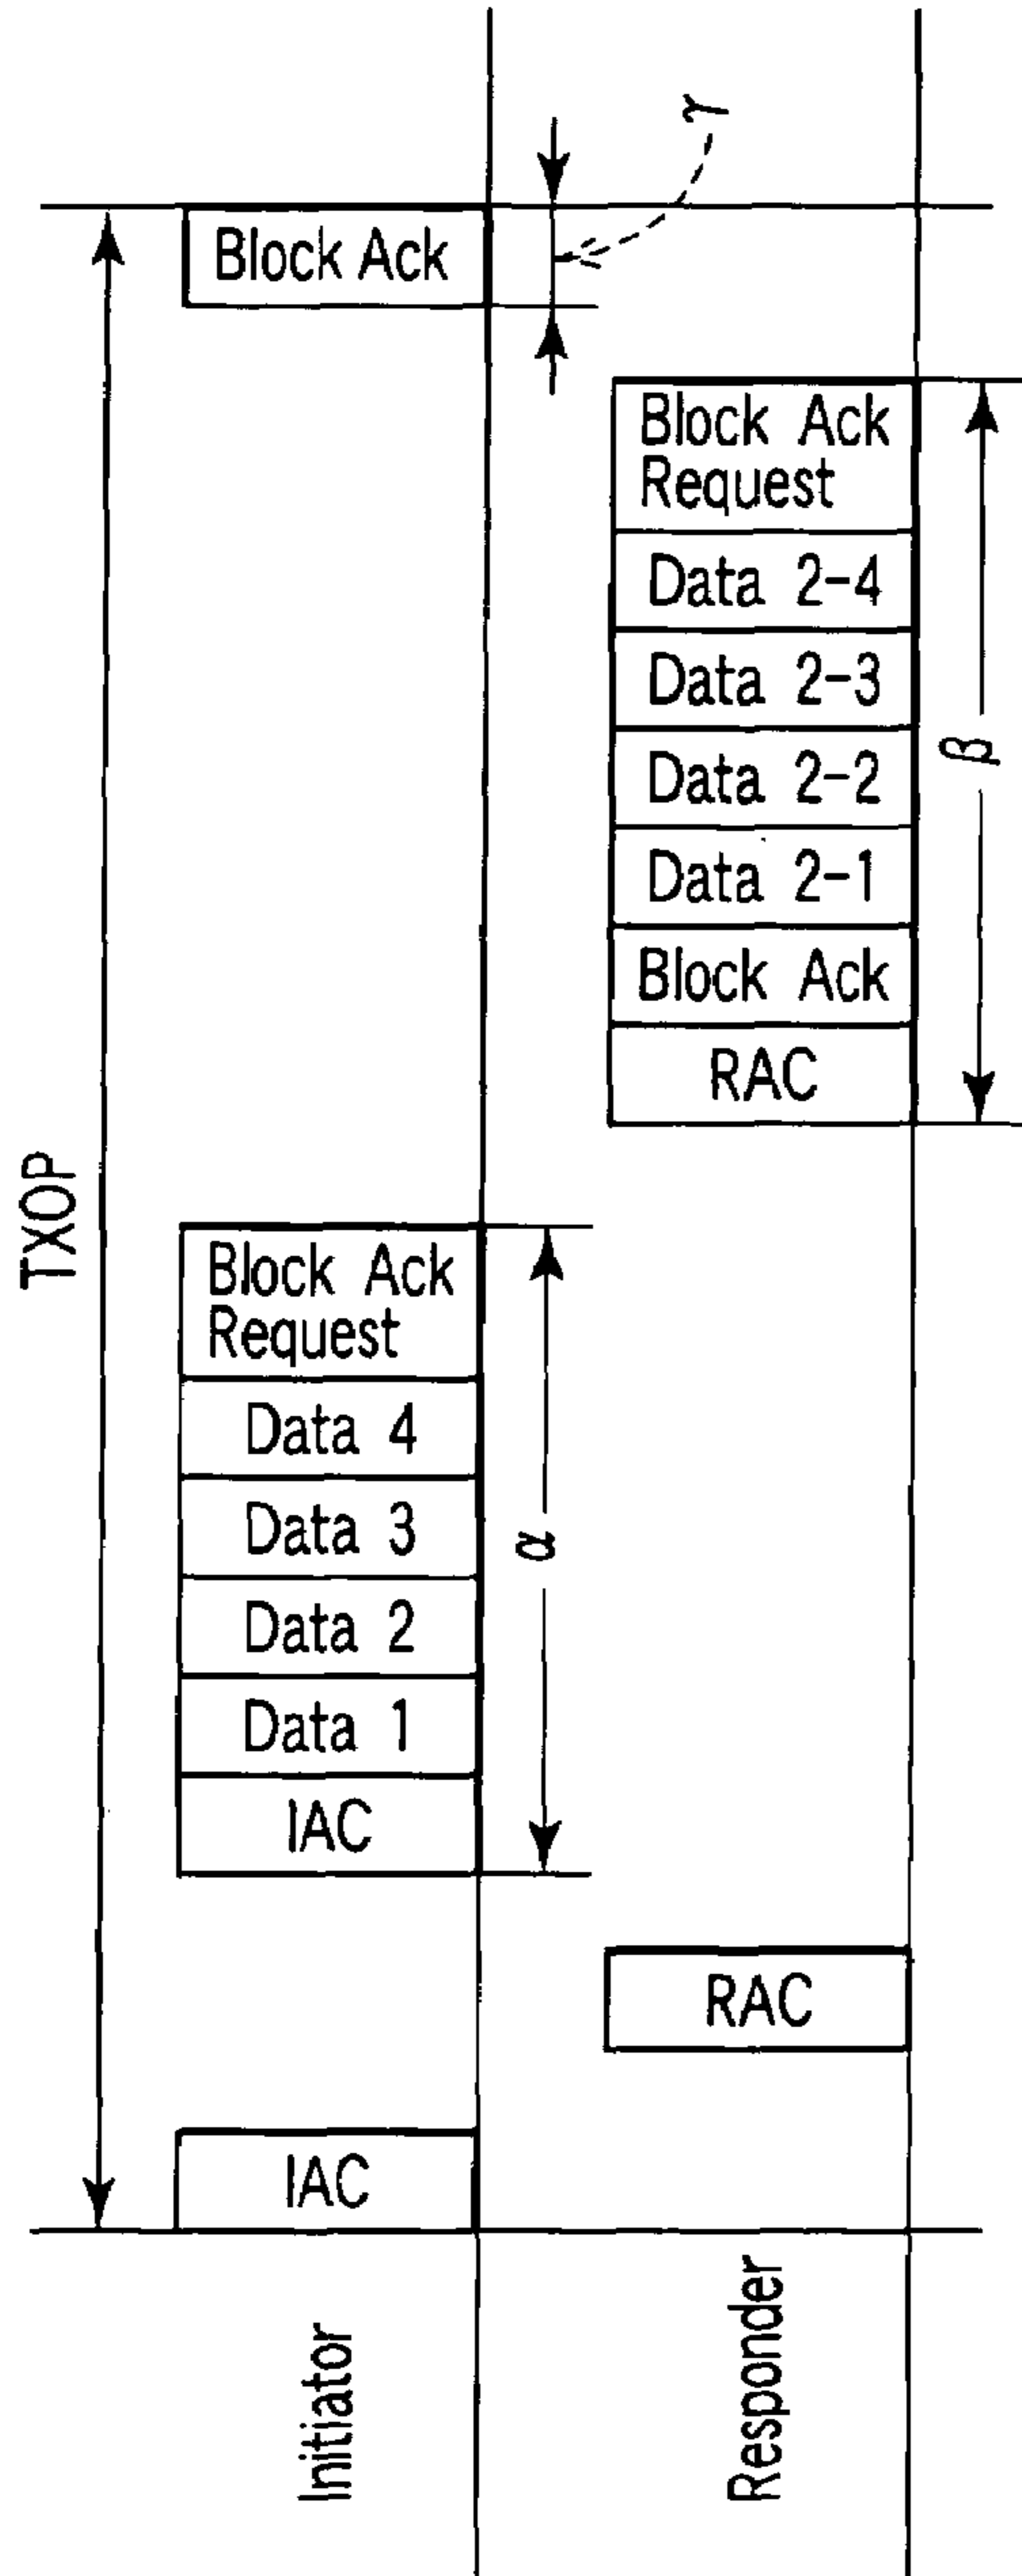 TXOP
Block Ack
γ
Block Ack
Request
Data 2-4
Data 2-3
Data 2-2
Data 2-1
Block Ack
RAC
β
Block Ack
Request
Data 4
Data 3
Data 2
Data 1
IAC
α
RAC
IAC
Initiator
Responder